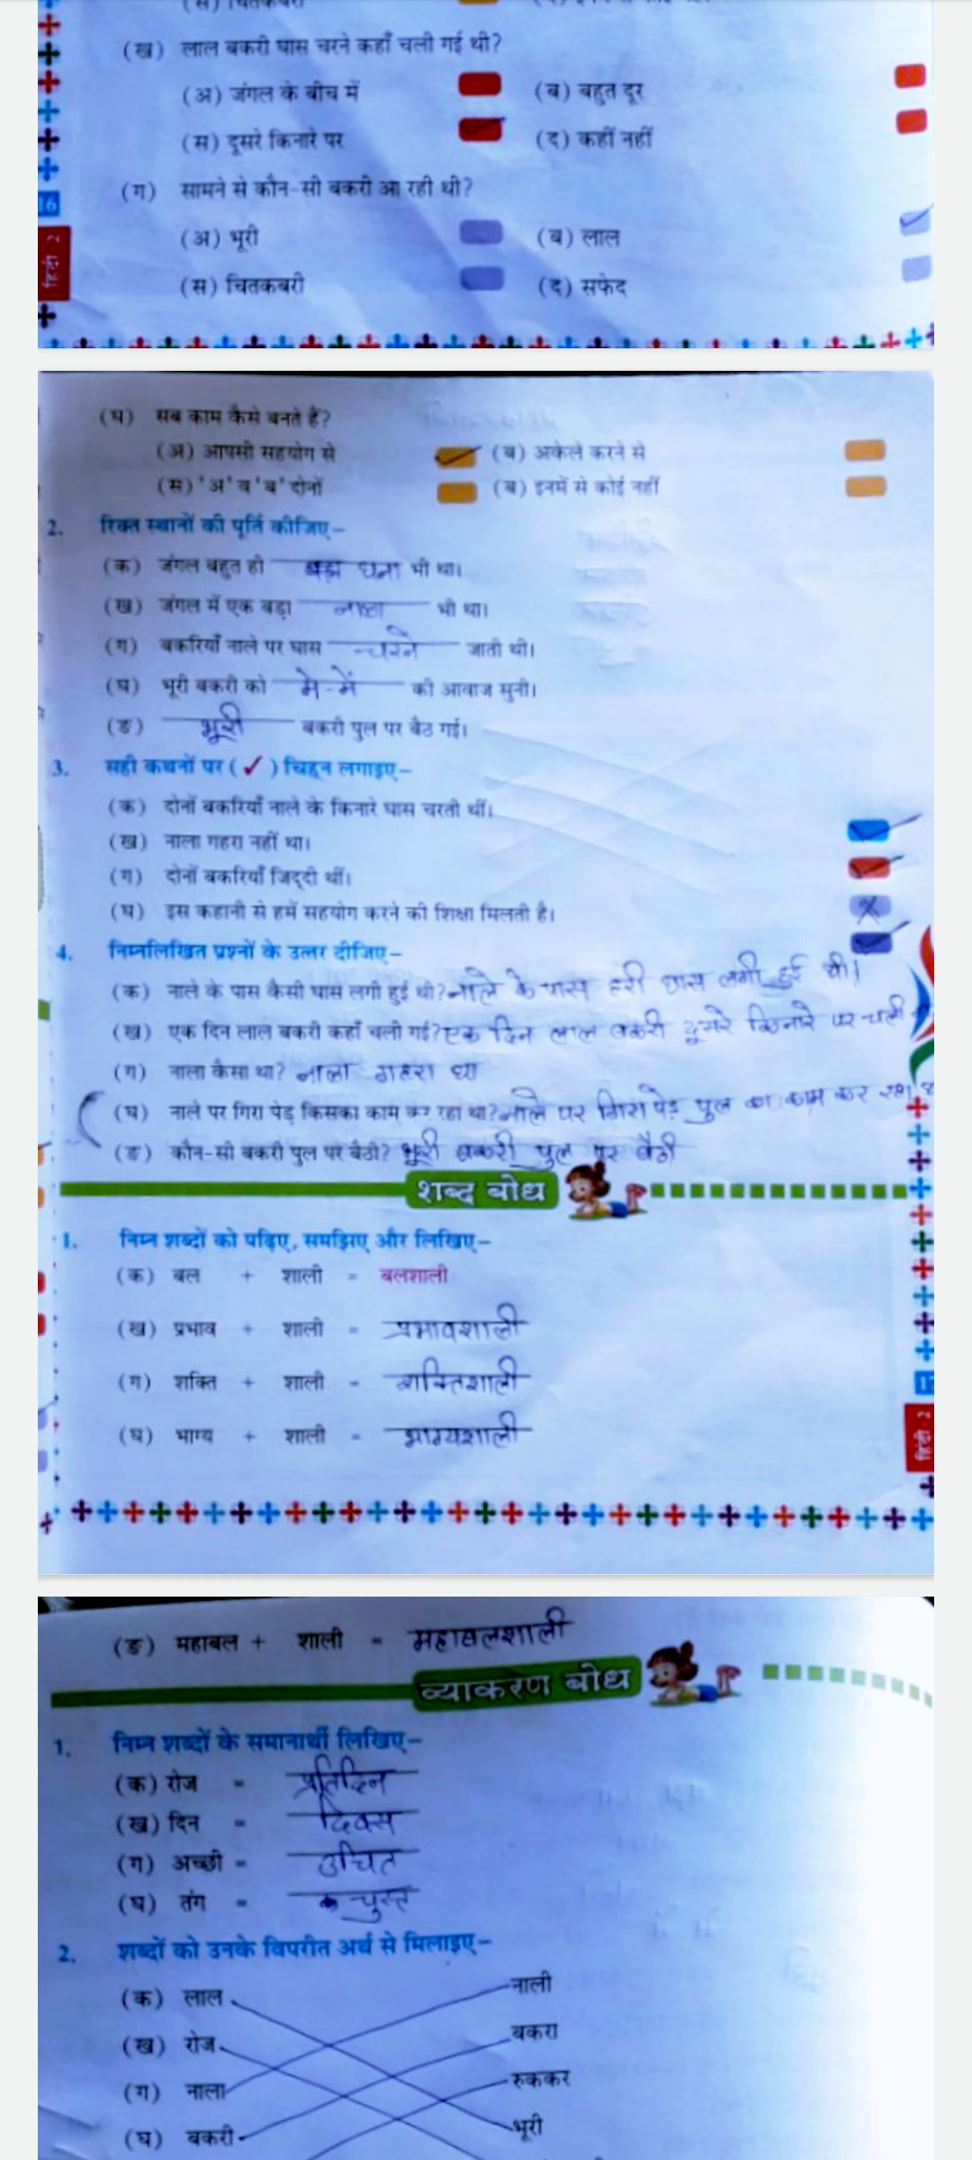 (ख) लाल बकरी घास चरने कहाँ चली गई थी?
(अ) जंगल के बीच में (ब) बहुत दूर
(स) दूसरे किनारे पर (द) कहीं नहीं
16
(ग) सामने से कौन-सी बकरी आ रही थी?
(अ) भूरी (ब) लाल
हिंदी 2
(स) चितकबरी (द) सफेद
(घ) सब काम कैसे बनते हैं?
(अ) आपसी सहयोग से (ब) अकेले करने से
(स) 'अ' व 'ब' दोनों (ब) इनमें से कोई नहीं
2. रिक्त स्थानों की पूर्ति कीजिए–
(क) जंगल बहुत ही घना भी था।
(ख) जंगल में एक बड़ा नाला भी था।
(ग) बकरियाँ नाले पर घास चरने जाती थी।
(घ) भूरी बकरी को में-में की आवाज सुनी।
(ङ) भूरी बकरी पुल पर बैठ गई।
3. सही कथनों पर (✓) चिह्न लगाइए–
(क) दोनों बकरियाँ नाले के किनारे घास चरती थीं।
(ख) नाला गहरा नहीं था।
(ग) दोनों बकरियाँ जिद्दी थीं।
(घ) इस कहानी से हमें सहयोग करने की शिक्षा मिलती है।
4. निम्नलिखित प्रश्नों के उत्तर दीजिए–
(क) नाले के पास कैसी घास लगी हुई थी? नाले के पास हरी घास लगी हुई थी।
(ख) एक दिन लाल बकरी कहाँ चली गई? एक दिन लाल बकरी दूसरे किनारे पर चली
(ग) नाला कैसा था? नाला गहरा था
(घ) नाले पर गिरा पेड़ किसका काम कर रहा था? नाले पर गिरा पेड़ पुल का काम कर रहा
(ङ) कौन-सी बकरी पुल पर बैठी? भूरी बकरी पुल पर बैठी
शब्द बोध
1. निम्न शब्दों को पढ़िए, समझिए और लिखिए–
(क) बल + शाली = बलशाली
(ख) प्रभाव + शाली = प्रभावशाली
(ग) शक्ति + शाली = शक्तिशाली
(घ) भाग्य + शाली = भाग्यशाली
हिंदी 2
(ङ) महाबल + शाली = महाबलशाली
व्याकरण बोध
1. निम्न शब्दों के समानार्थी लिखिए–
(क) रोज = प्रतिदिन
(ख) दिन = दिवस
(ग) अच्छी = उचित
(घ) तंग = चुस्त
2. शब्दों को उनके विपरीत अर्थ से मिलाइए–
(क) लाल नाली
(ख) रोज बकरा
(ग) नाला रुककर
(घ) बकरी भूरी